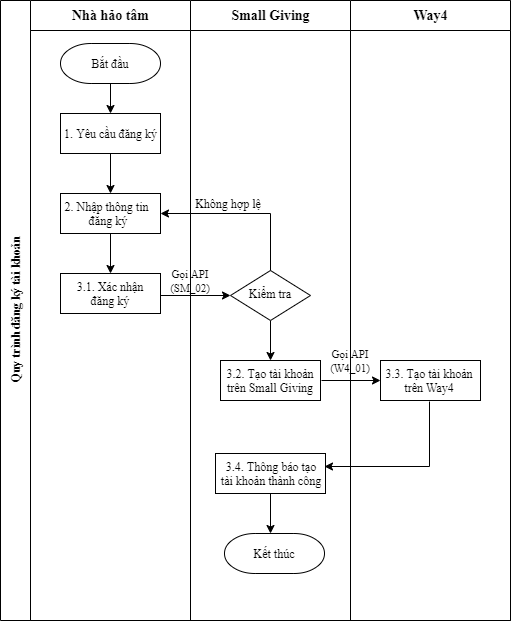 Nhà hảo tâm
Small Giving
Way4
Quy trình đăng ký tài khoản
Bắt đầu
1. Yêu cầu đăng ký
2. Nhập thông tin
đăng ký
Không hợp lệ
3.1. Xác nhận
đăng ký
Gọi API
(SM_02)
Kiểm tra
3.2. Tạo tài khoản
trên Small Giving
Gọi API
(W4_01)
3.3. Tạo tài khoản
trên Way4
3.4. Thông báo tạo
tài khoản thành công
Kết thúc